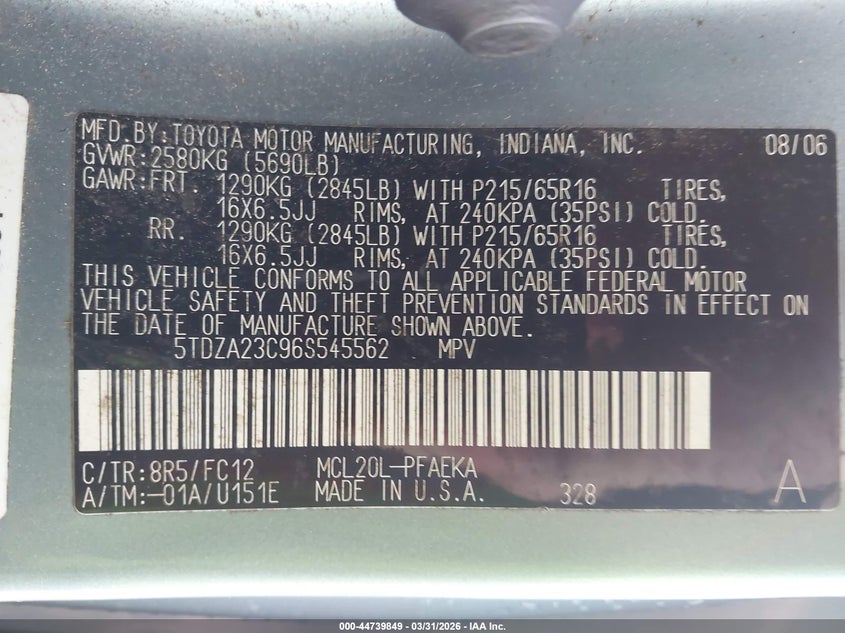 MFD.BY:TOYOTA MOTOR MANUFACTURING, INDIANA, INC. 08/06
GVWR:2580KG (5690LB)
GAWR:FRT. 1290KG (2845LB) WITH P215/65R16 TIRES,
16X6.5JJ RIMS, AT 240KPA (35PSI) COLD.
RR. 1290KG (2845LB) WITH P215/65R16 TIRES,
16X6.5JJ RIMS, AT 240KPA (35PSI) COLD.
THIS VEHICLE CONFORMS TO ALL APPLICABLE FEDERAL MOTOR
VEHICLE SAFETY AND THEFT PREVENTION STANDARDS IN EFFECT ON
THE DATE OF MANUFACTURE SHOWN ABOVE.
5TDZA23C96S545562 MPV
C/TR:8R5/FC12 MCL20L-PFAEKA
A/TM:-01A/U151E MADE IN U.S.A. 328 A
000-44739849 - 03/31/2026 - IAA Inc.